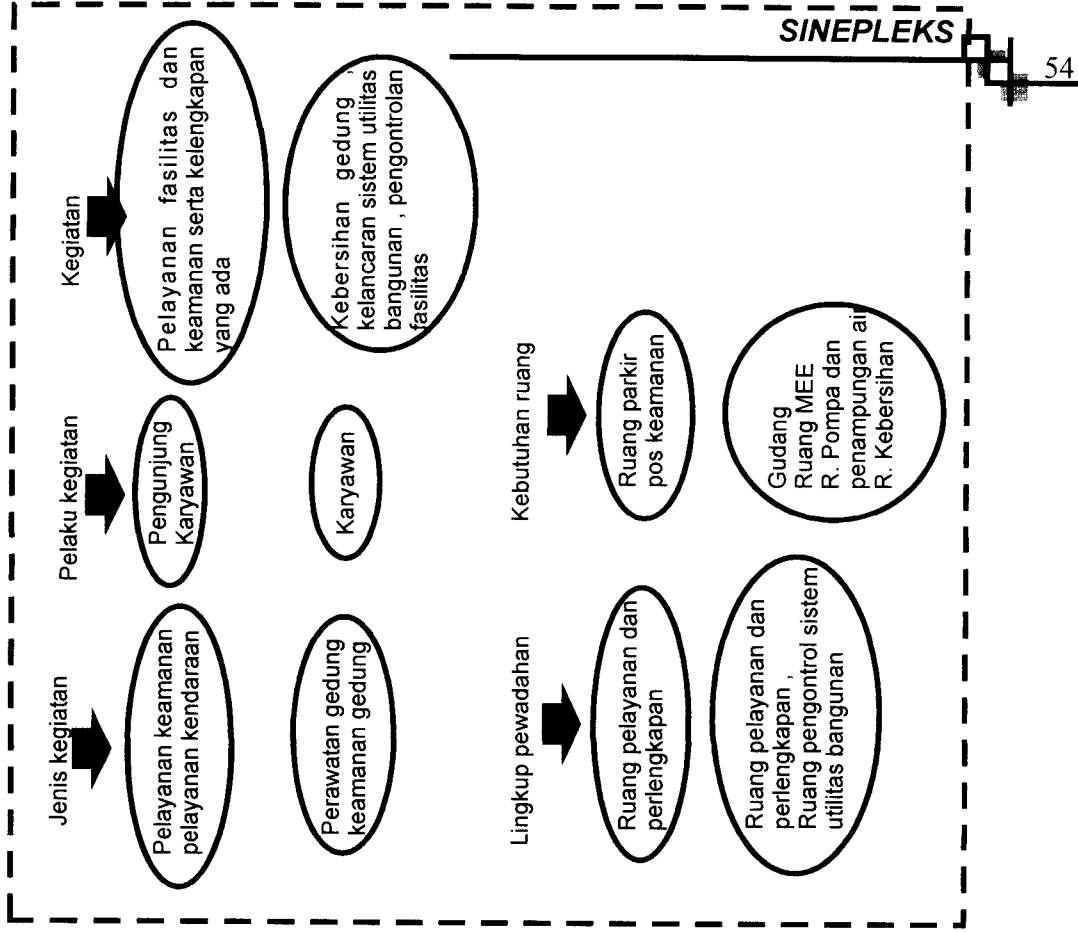 SINEPLEKS
54
Jenis kegiatan
Pelayanan keamanan
pelayanan kendaraan
Perawatan gedung
keamanan gedung
Pelaku kegiatan
Pengunjung
Karyawan
Karyawan
Kegiatan
Pelayanan fasilitas dan
keamanan serta kelengkapan
yang ada
Kebersihan gedung ,
kelancaran sistem utilitas
bangunan , pengontrolan
fasilitas
Lingkup pewadahan
Ruang pelayanan dan
perlengkapan
Ruang pelayanan dan
perlengkapan ,
Ruang pengontrol sistem
utilitas bangunan
Kebutuhan ruang
Ruang parkir
pos keamanan
Gudang
Ruang MEE
R. Pompa dan
penampungan air
R. Kebersihan